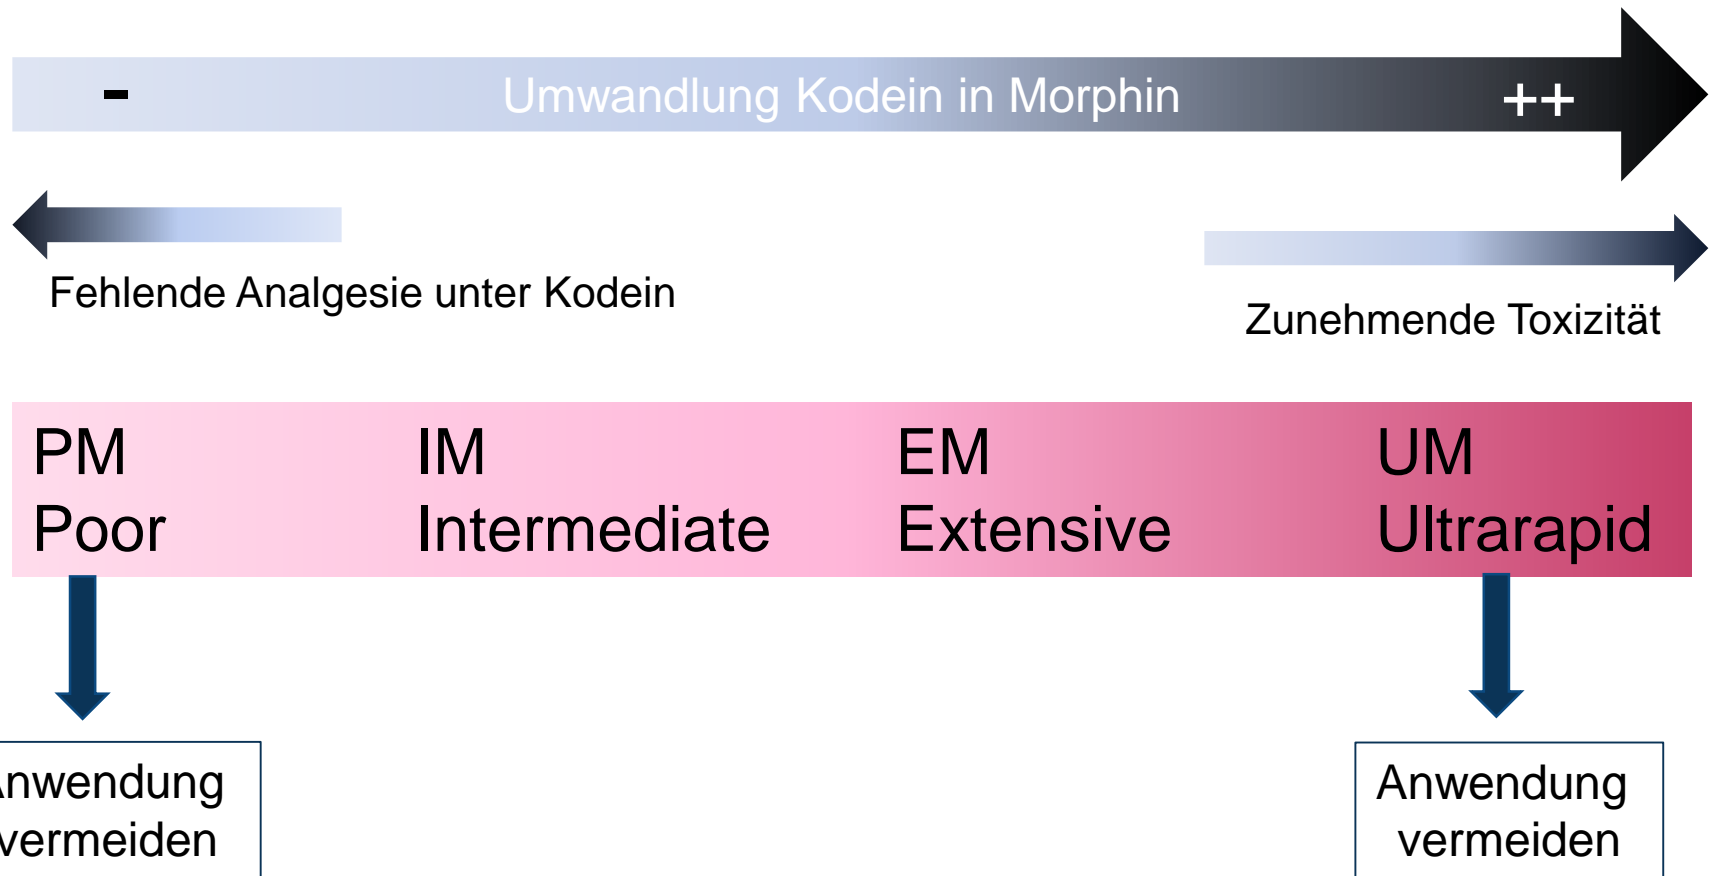 - Umwandlung Kodein in Morphin ++
Fehlende Analgesie unter Kodein
Zunehmende Toxizität
PM IM EM UM
Poor Intermediate Extensive Ultrarapid
Anwendung Anwendung
vermeiden vermeiden